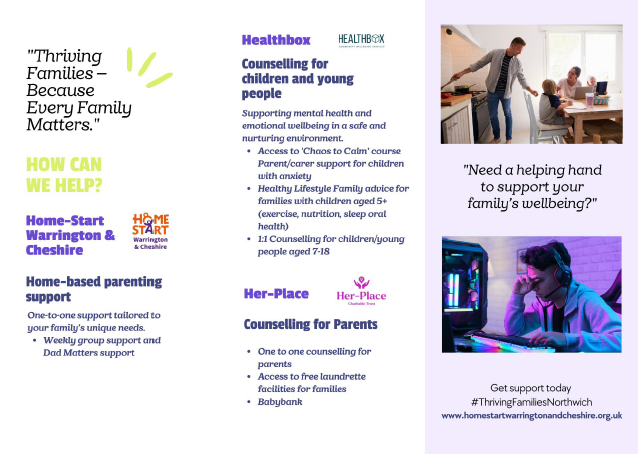 "Thriving
Families –
Because
Every Family
Matters."
HOW CAN
WE HELP?
Home-Start
Warrington &
Cheshire
HOME
START
Warrington
& Cheshire
Home-based parenting
support
One-to-one support tailored to
your family's unique needs.
• Weekly group support and
Dad Matters support
Healthbox
HEALTHBOX
Counselling for
children and young
people
Supporting mental health and
emotional wellbeing in a safe and
nurturing environment.
• Access to 'Chaos to Calm' course
Parent/carer support for children
with anxiety
• Healthy Lifestyle Family advice for
families with children aged 5+
(exercise, nutrition, sleep oral
health)
• 1:1 Counselling for children/young
people aged 7-18
Her-Place
Her-Place
Charitable Trust
Counselling for Parents
• One to one counselling for
parents
• Access to free laundrette
facilities for families
• Babybank
"Need a helping hand
to support your
family's wellbeing?"
Get support today
#ThrivingFamiliesNorthwich
www.homestartwarringtonandcheshire.org.uk